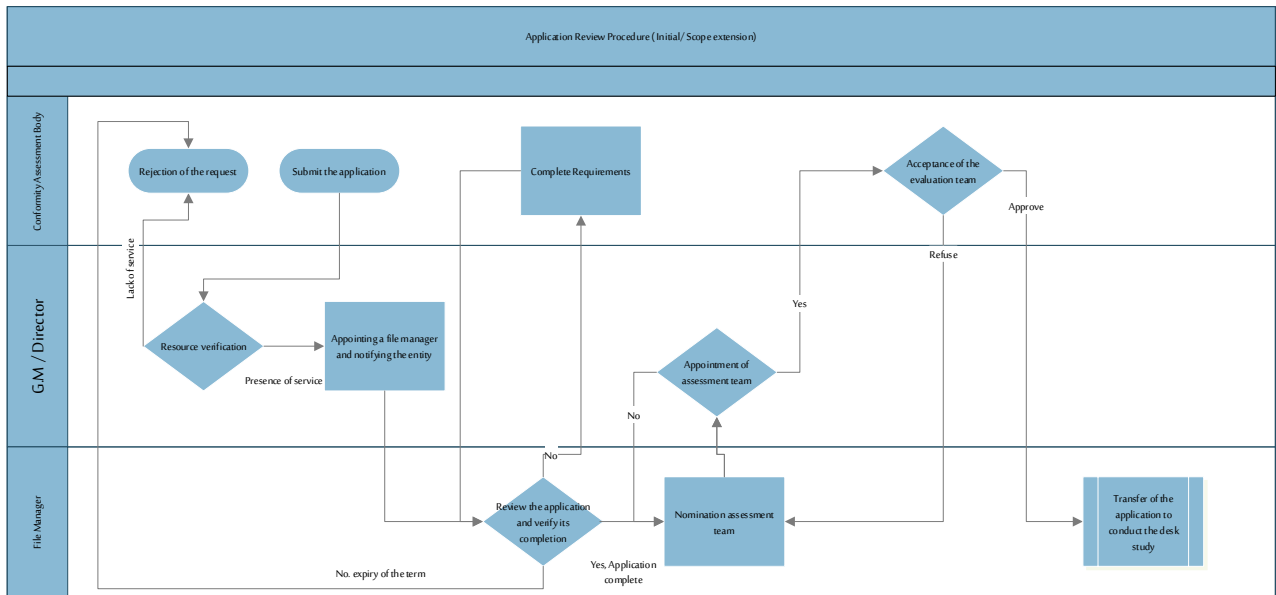 Application Review Procedure ( Initial/ Scope extension)
Conformity Assessment Body
Rejection of the request
Submit the application
Complete Requirements
Acceptance of the
evaluation team
Approve
Refuse
Lack of service
G.M / Director
Resource verification
Presence of service
Appointing a file manager
and notifying the entity
Yes
Appointment of
assessment team
No
No
File Manager
Review the application
and verify its
completion
Nomination assessment
team
Transfer of the
application to
conduct the desk
study
Yes, Application
complete
No. expiry of the term